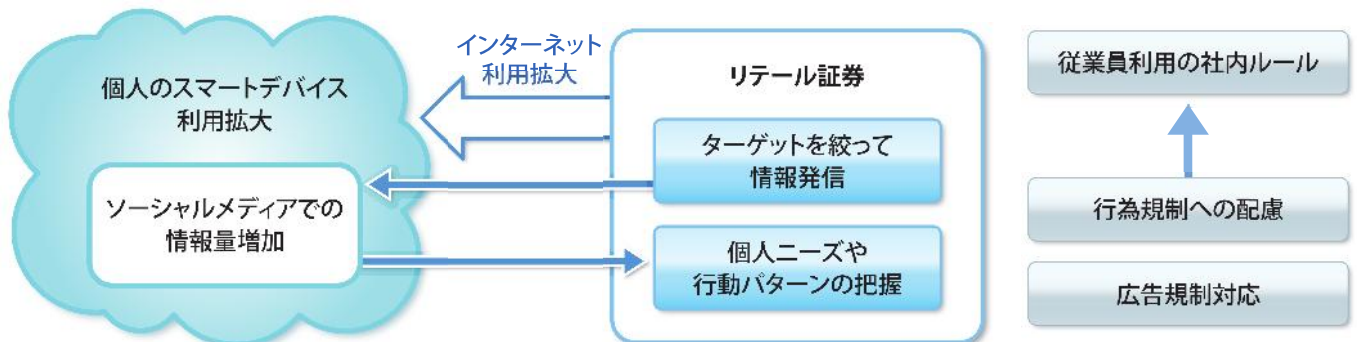 個人のスマートデバイス
利用拡大
ソーシャルメディアでの
情報量増加
インターネット
利用拡大
リテール証券
ターゲットを絞って
情報発信
個人ニーズや
行動パターンの把握
従業員利用の社内ルール
行為規制への配慮
広告規制対応